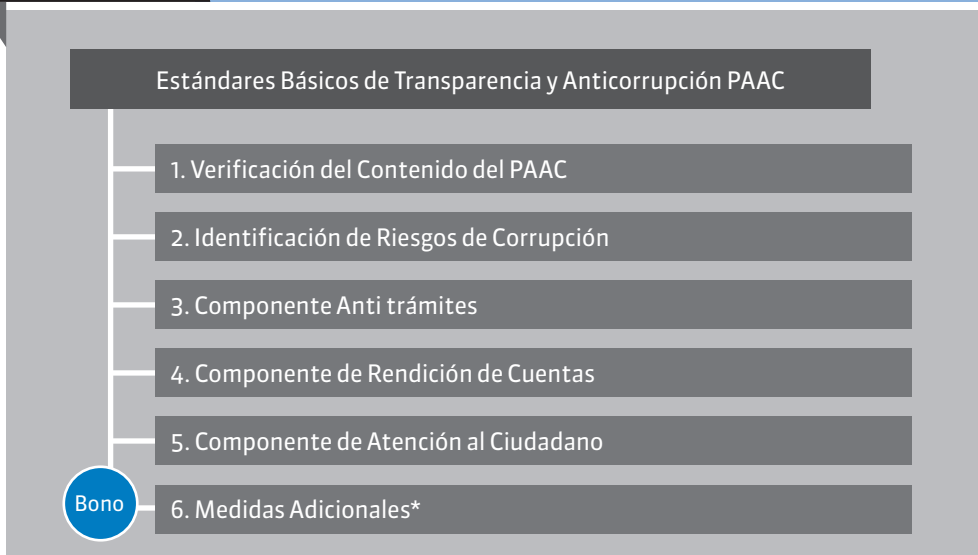 Estándares Básicos de Transparencia y Anticorrupción PAAC
1. Verificación del Contenido del PAAC
2. Identificación de Riesgos de Corrupción
3. Componente Anti trámites
4. Componente de Rendición de Cuentas
5. Componente de Atención al Ciudadano
Bono
6. Medidas Adicionales*